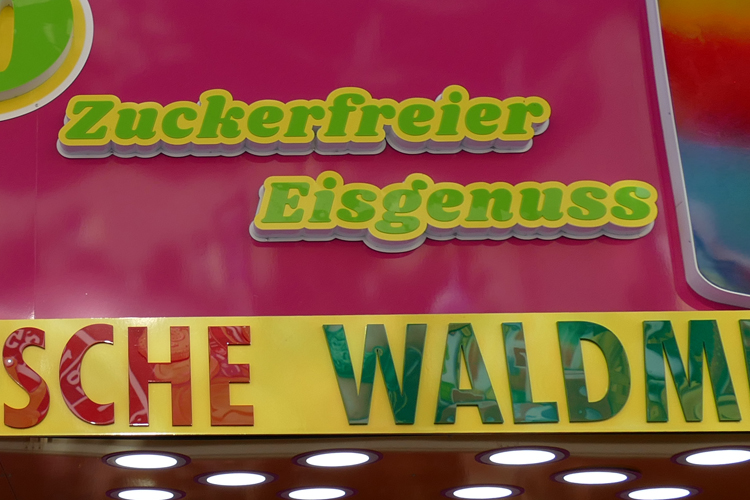 Zuckerfreier
Eisgenuss
SCHE WALDM